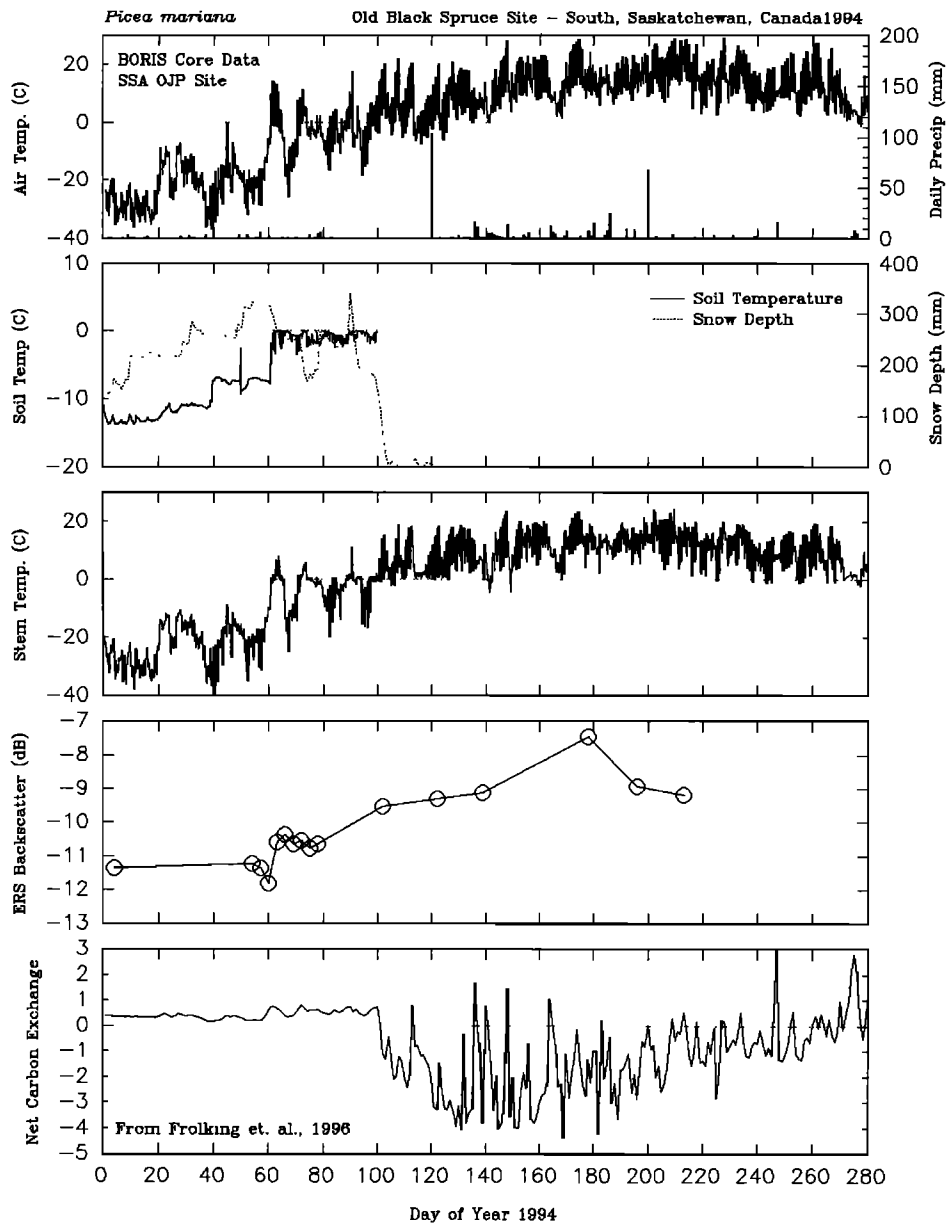 Picea mariana
Old Black Spruce Site - South, Saskatchewan, Canada1994
BORIS Core Data
SSA OJP Site
Air Temp. (C)
20
0
-20
-40
Daily Precip (mm)
200
150
100
50
0
Soil Temp (C)
10
0
-10
-20
Soil Temperature
Snow Depth
Snow Depth (mm)
400
300
200
100
0
Stem Temp. (C)
20
0
-20
-40
ERS Backscatter (dB)
-7
-8
-9
-10
-11
-12
-13
Net Carbon Exchange
3
2
1
0
-1
-2
-3
-4
-5
From Frolking et. al., 1996
0 20 40 60 80 100 120 140 160 180 200 220 240 260 280
Day of Year 1994